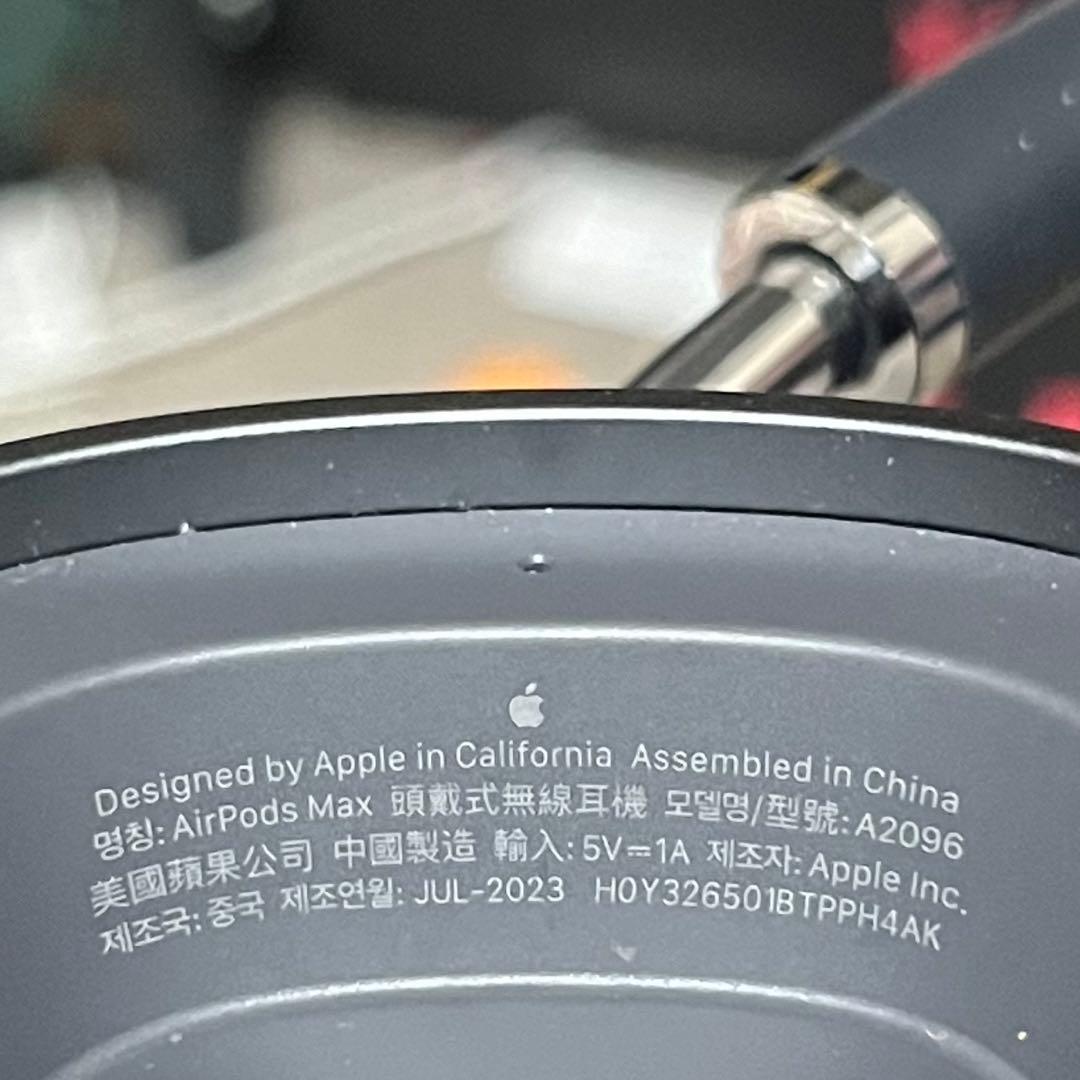 Designed by Apple in California Assembled in China
명칭: AirPods Max 頭戴式無線耳機 모델명/型號: A2096
美國蘋果公司 中國製造 輸入: 5V⎓1A 제조자: Apple Inc.
제조국: 중국 제조연월: JUL-2023 H0Y326501BTPPH4AK